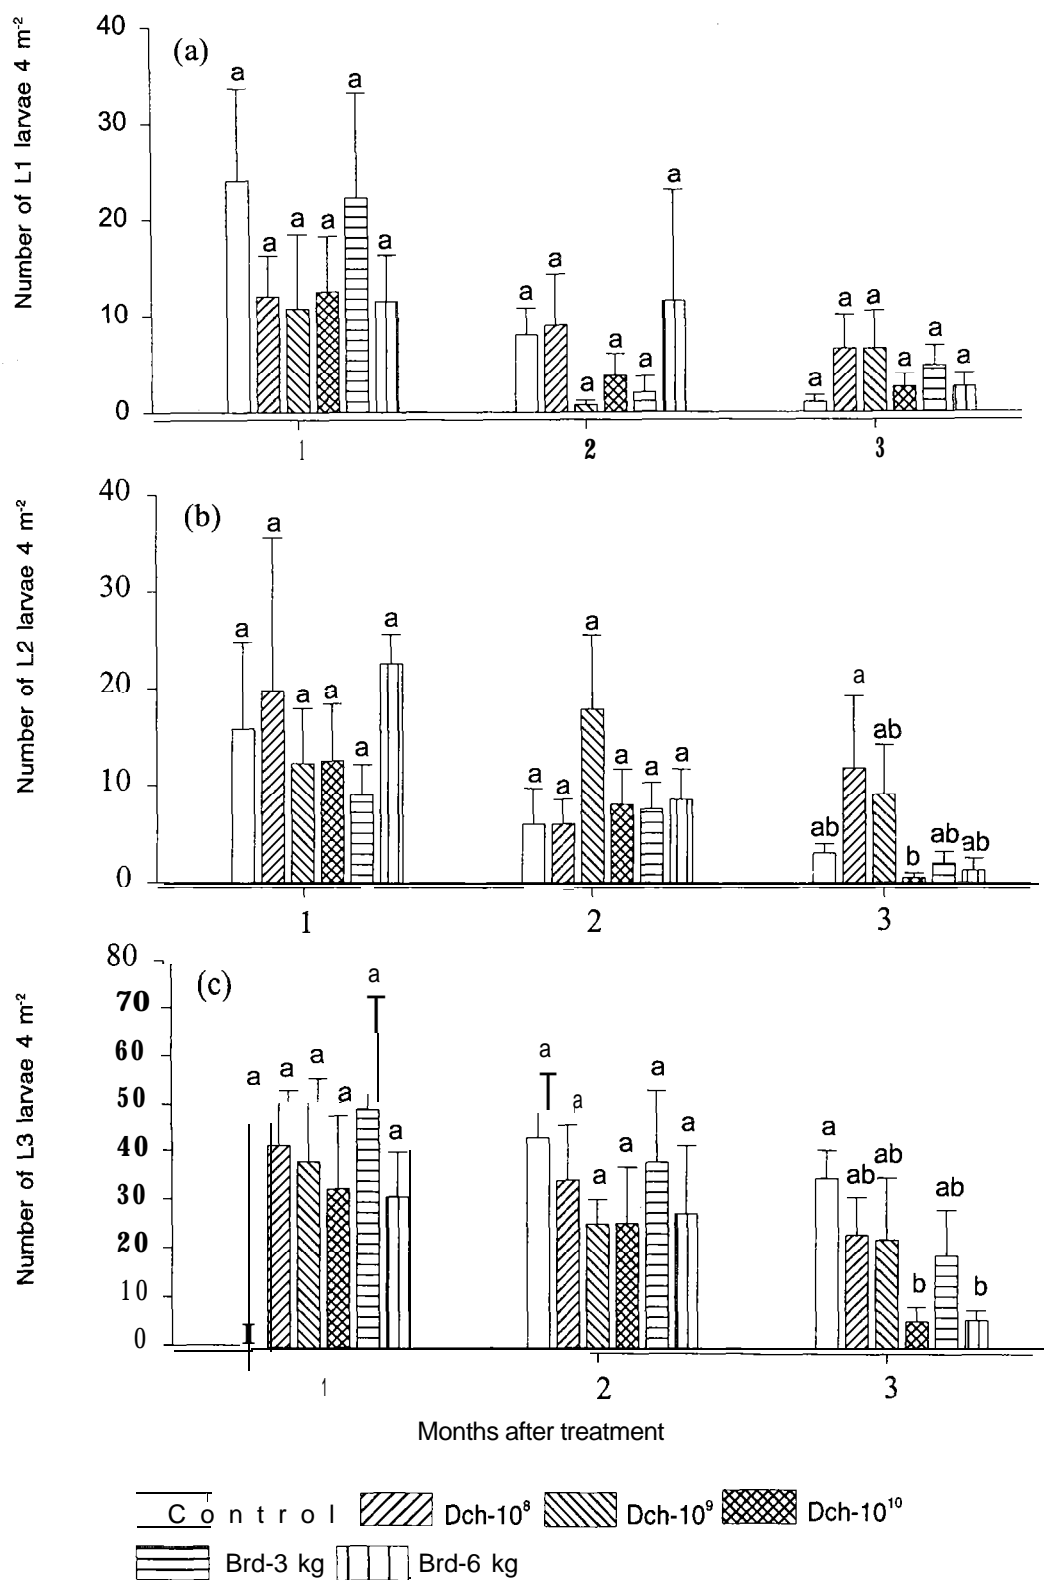 Number of L1 larvae 4 m⁻²
(a)
40
30
20
10
0
a a a a a a
a a a a a a
a a a a a a
1 2 3
Number of L2 larvae 4 m⁻²
(b)
40
30
20
10
0
a a a a a a
a a a a a a
ab a ab b ab ab
1 2 3
Number of L3 larvae 4 m⁻²
(c)
80
70
60
50
40
30
20
10
0
a a a a a a
a a a a a a
a ab ab b ab b
1 2 3
Months after treatment
Control Dch-10⁸ Dch-10⁹ Dch-10¹⁰
Brd-3 kg Brd-6 kg